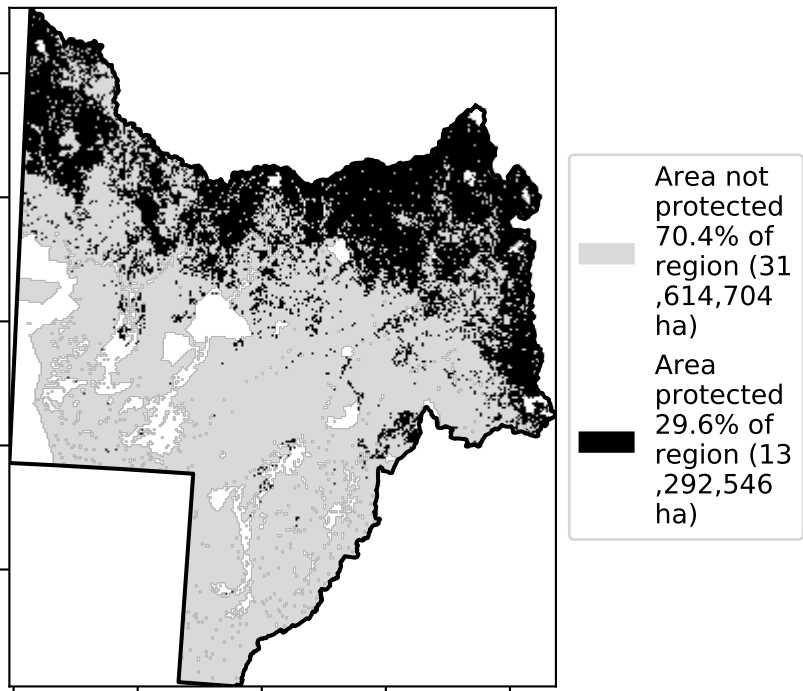 Area not
protected
70.4% of
region (31
,614,704
ha)
Area
protected
29.6% of
region (13
,292,546
ha)